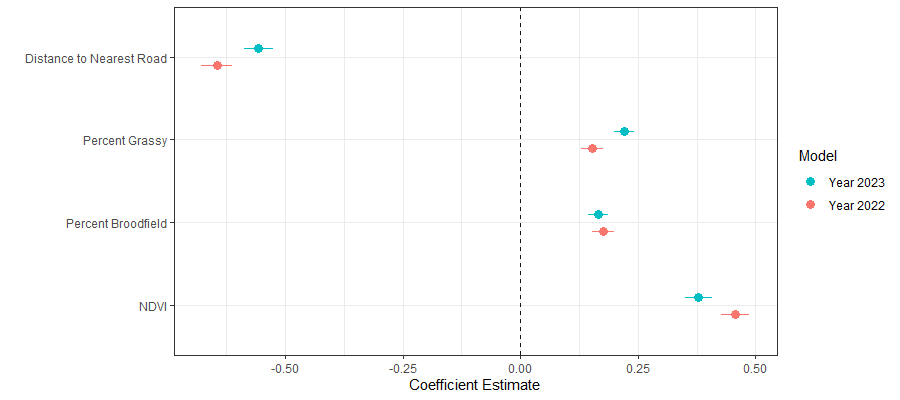 Distance to Nearest Road
Percent Grassy
Percent Broodfield
NDVI
-0.50
-0.25
0.00
0.25
0.50
Coefficient Estimate
Model
Year 2023
Year 2022